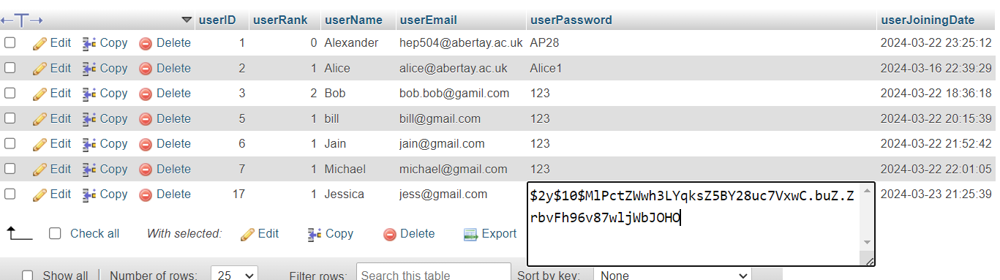 userID userRank userName userEmail userPassword userJoiningDate
Edit Copy Delete 1 0 Alexander hep504@abertay.ac.uk AP28 2024-03-22 23:25:12
Edit Copy Delete 2 1 Alice alice@abertay.ac.uk Alice1 2024-03-16 22:39:29
Edit Copy Delete 3 2 Bob bob.bob@gamil.com 123 2024-03-22 18:36:18
Edit Copy Delete 5 1 bill bill@gmail.com 123 2024-03-22 20:15:39
Edit Copy Delete 6 1 Jain jain@gmail.com 123 2024-03-22 21:52:42
Edit Copy Delete 7 1 Michael michael@gmail.com 123 2024-03-22 22:01:05
Edit Copy Delete 17 1 Jessica jess@gmail.com $2y$10$MlPctZWwh3LYqksZ5BY28uc7VxwC.buZ.Z 2024-03-23 21:25:39
rbvFh96v87wljWbJOHO
Check all With selected: Edit Copy Delete Export
Show all Number of rows: 25 Filter rows: Search this table Sort by key: None